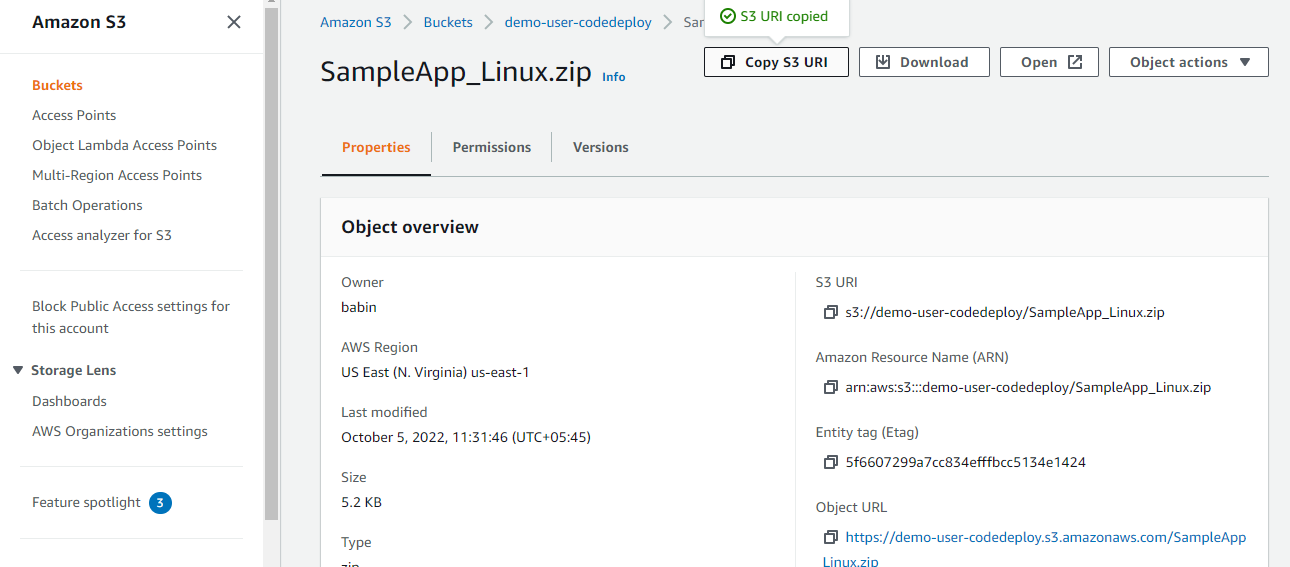 Amazon S3
Buckets
Access Points
Object Lambda Access Points
Multi-Region Access Points
Batch Operations
Access analyzer for S3
Block Public Access settings for
this account
Storage Lens
Dashboards
AWS Organizations settings
Feature spotlight 3
Amazon S3 > Buckets > demo-user-codedeploy >
S3 URI copied
SampleApp_Linux.zip Info
Copy S3 URI
Download
Open
Object actions
Properties
Permissions
Versions
Object overview
Owner
babin
AWS Region
US East (N. Virginia) us-east-1
Last modified
October 5, 2022, 11:31:46 (UTC+05:45)
Size
5.2 KB
Type
zip
S3 URI
s3://demo-user-codedeploy/SampleApp_Linux.zip
Amazon Resource Name (ARN)
arn:aws:s3:::demo-user-codedeploy/SampleApp_Linux.zip
Entity tag (Etag)
5f6607299a7cc834efffbcc5134e1424
Object URL
https://demo-user-codedeploy.s3.amazonaws.com/SampleApp
Linux.zip